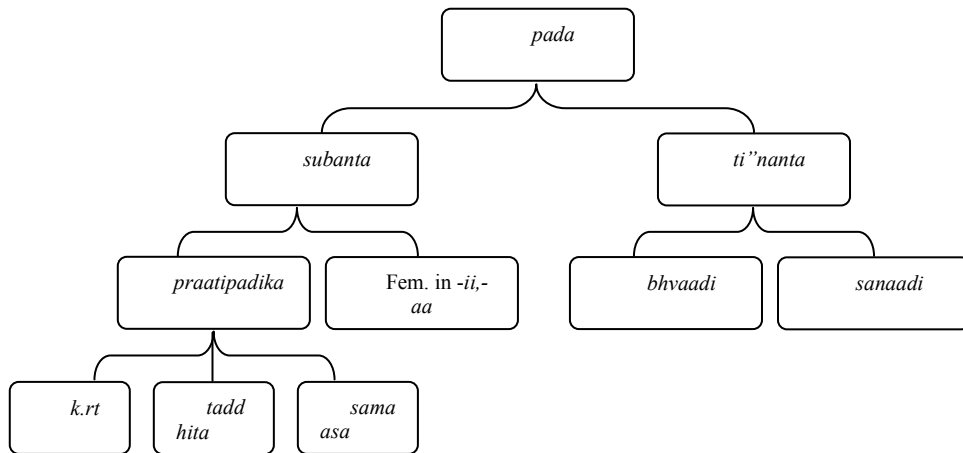 pada
subanta
ti”nanta
praatipadika
Fem. in -ii,-
aa
bhvaadi
sanaadi
k.rt
tadd
hita
sama
asa